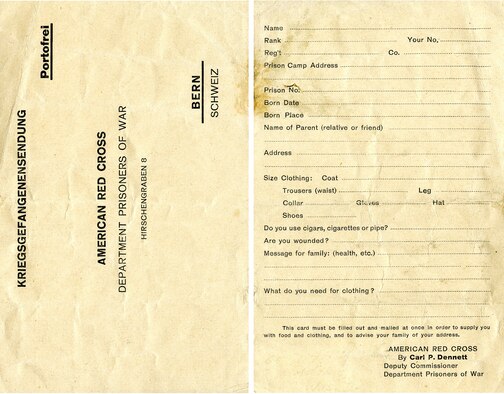 Portofrei
KRIEGSGEFANGENENSENDUNG
AMERICAN RED CROSS
DEPARTMENT PRISONERS OF WAR
HIRSCHENGRABEN 8
BERN
SCHWEIZ
Name
Rank Your No.
Reg't Co.
Prison Camp Address
Prison No.
Born Date
Born Place
Name of Parent (relative or friend)
Address
Size Clothing: Coat
Trousers (waist) Leg
Collar Gloves Hat
Shoes
Do you use cigars, cigarettes or pipe?
Are you wounded?
Message for family: (health, etc.)
What do you need for clothing?
This card must be filled out and mailed at once in order to supply you
with food and clothing, and to advise your family of your address.
AMERICAN RED CROSS
By Carl P. Dennett
Deputy Commissioner
Department Prisoners of War